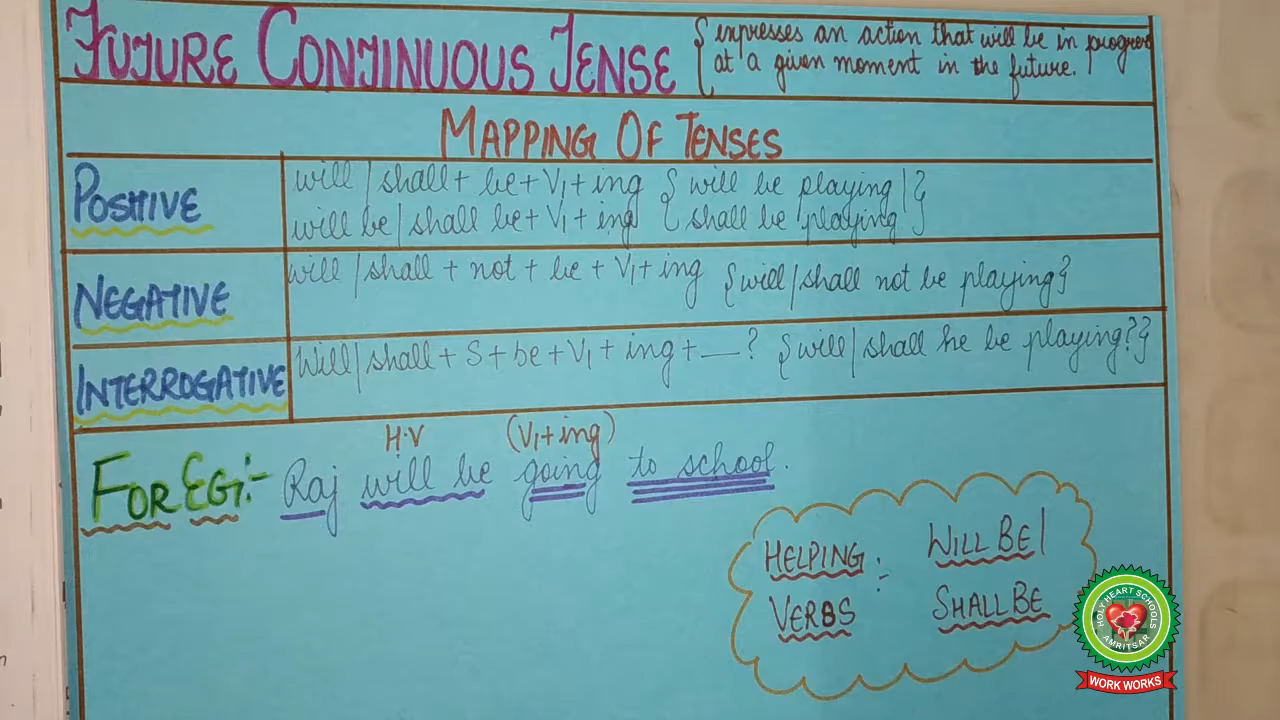 FUTURE CONTINUOUS TENSE
{ expresses an action that will be in progress
at a given moment in the future.
MAPPING OF TENSES
POSITIVE
will / shall + be + V1 + ing { will be playing / }
will be / shall be + V1 + ing { shall be playing }
NEGATIVE
will / shall + not + be + V1 + ing {will / shall not be playing}
INTERROGATIVE
Will / shall + S + be + V1 + ing + __ ? {will / shall he be playing?}
H.V (V1 + ing)
FOR EG:- Raj will be going to school.
HELPING VERBS :- WILL BE /
SHALL BE
HOLY HEART SCHOOLS
AMRITSAR
WORK WORKS